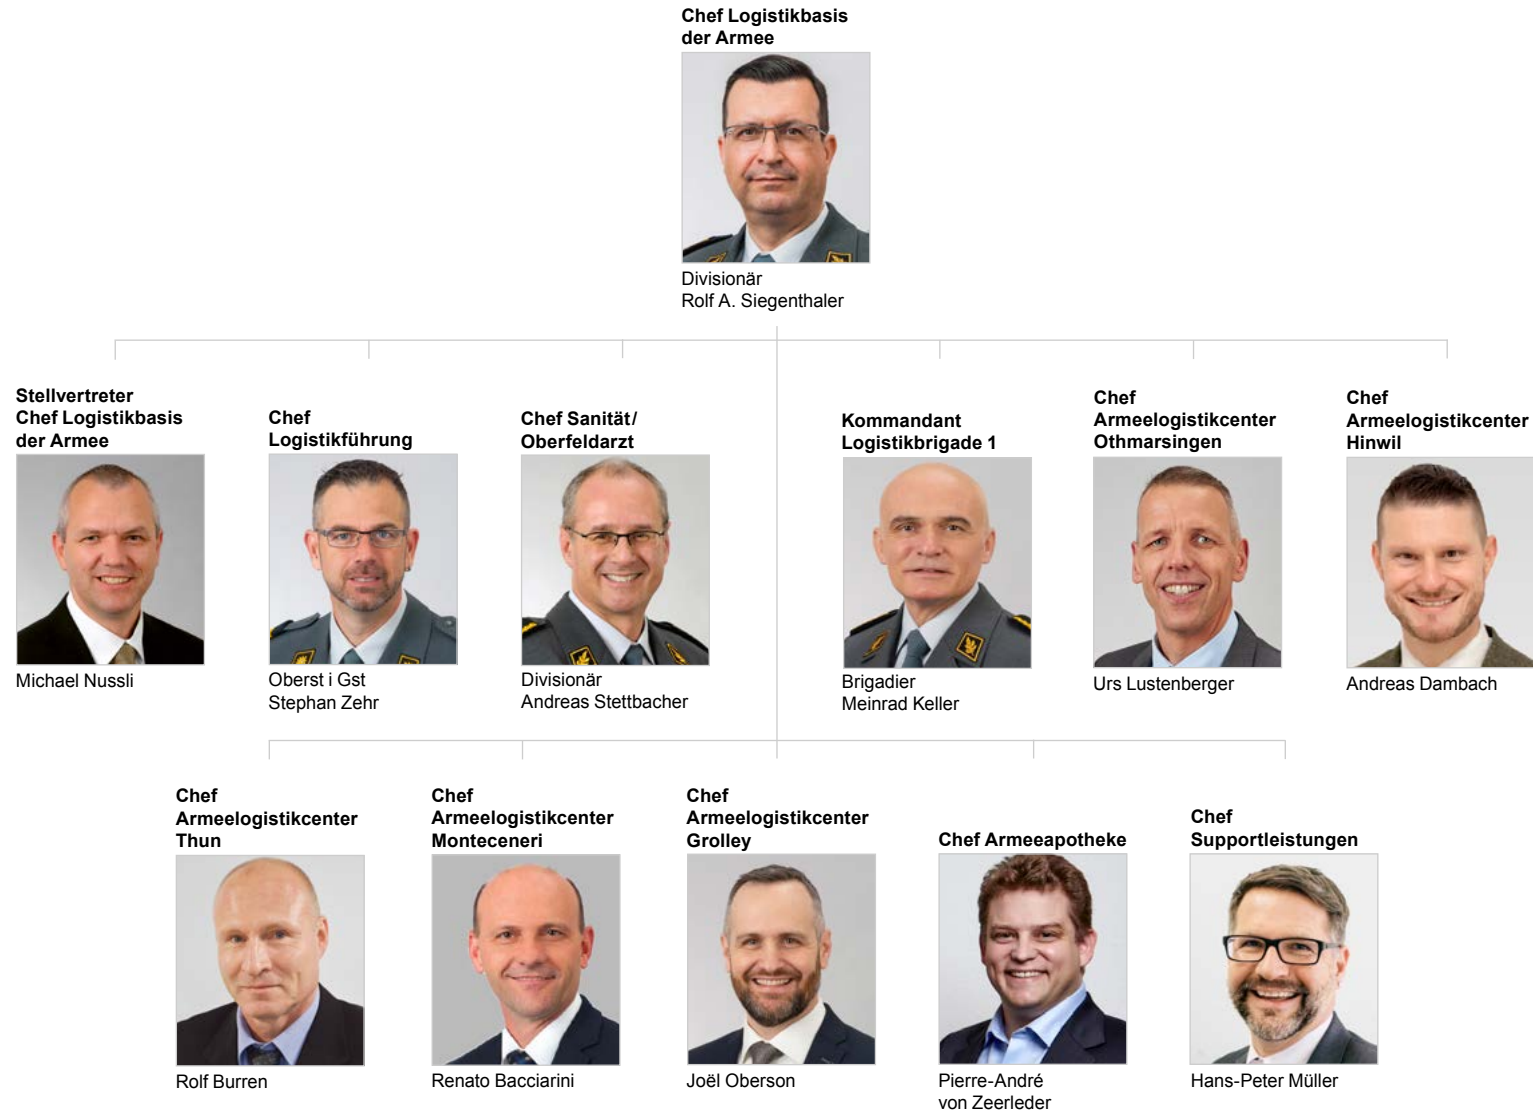 Chef Logistikbasis
der Armee
Divisionär
Rolf A. Siegenthaler
Stellvertreter
Chef Logistikbasis
der Armee
Michael Nussli
Chef
Logistikführung
Oberst i Gst
Stephan Zehr
Chef Sanität/
Oberfeldarzt
Divisionär
Andreas Stettbacher
Kommandant
Logistikbrigade 1
Brigadier
Meinrad Keller
Chef
Armeelogistikcenter
Othmarsingen
Urs Lustenberger
Chef
Armeelogistikcenter
Hinwil
Andreas Dambach
Chef
Armeelogistikcenter
Thun
Rolf Burren
Chef
Armeelogistikcenter
Monteceneri
Renato Bacciarini
Chef
Armeelogistikcenter
Grolley
Joël Oberson
Chef Armeeapotheke
Pierre-André
von Zeerleder
Chef
Supportleistungen
Hans-Peter Müller